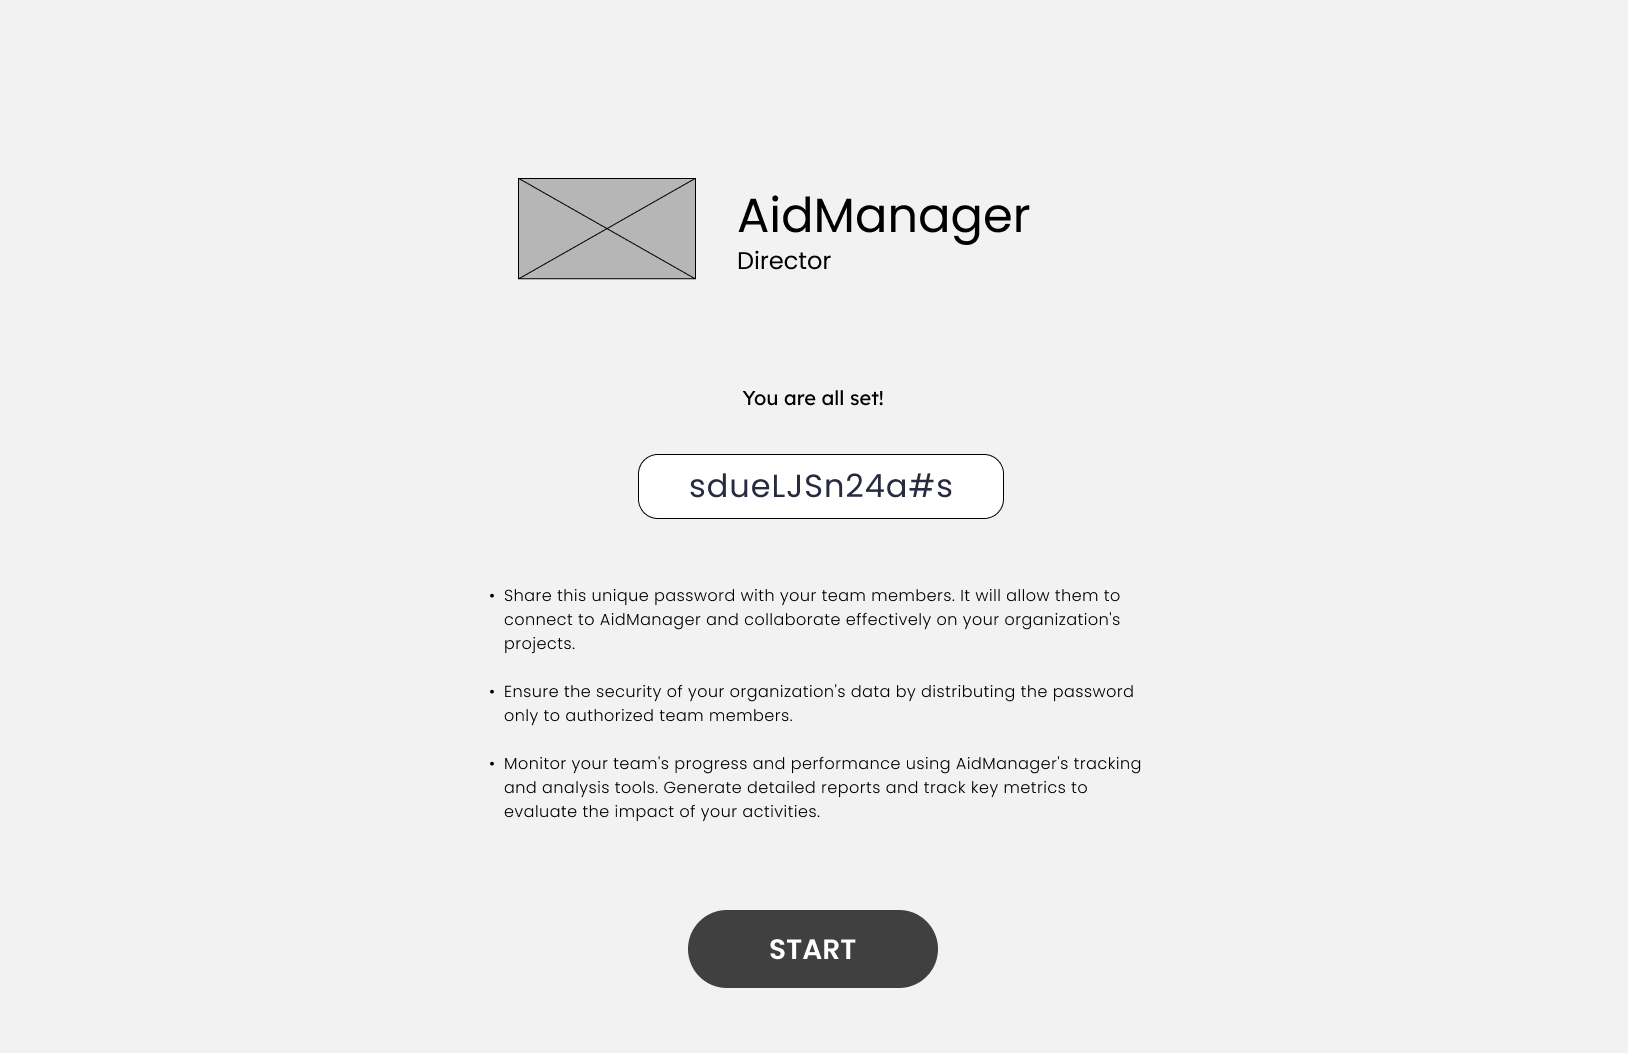 AidManager
Director
You are all set!
sdueLJSn24a#s
• Share this unique password with your team members. It will allow them to
connect to AidManager and collaborate effectively on your organization's
projects.
• Ensure the security of your organization's data by distributing the password
only to authorized team members.
• Monitor your team's progress and performance using AidManager's tracking
and analysis tools. Generate detailed reports and track key metrics to
evaluate the impact of your activities.
START